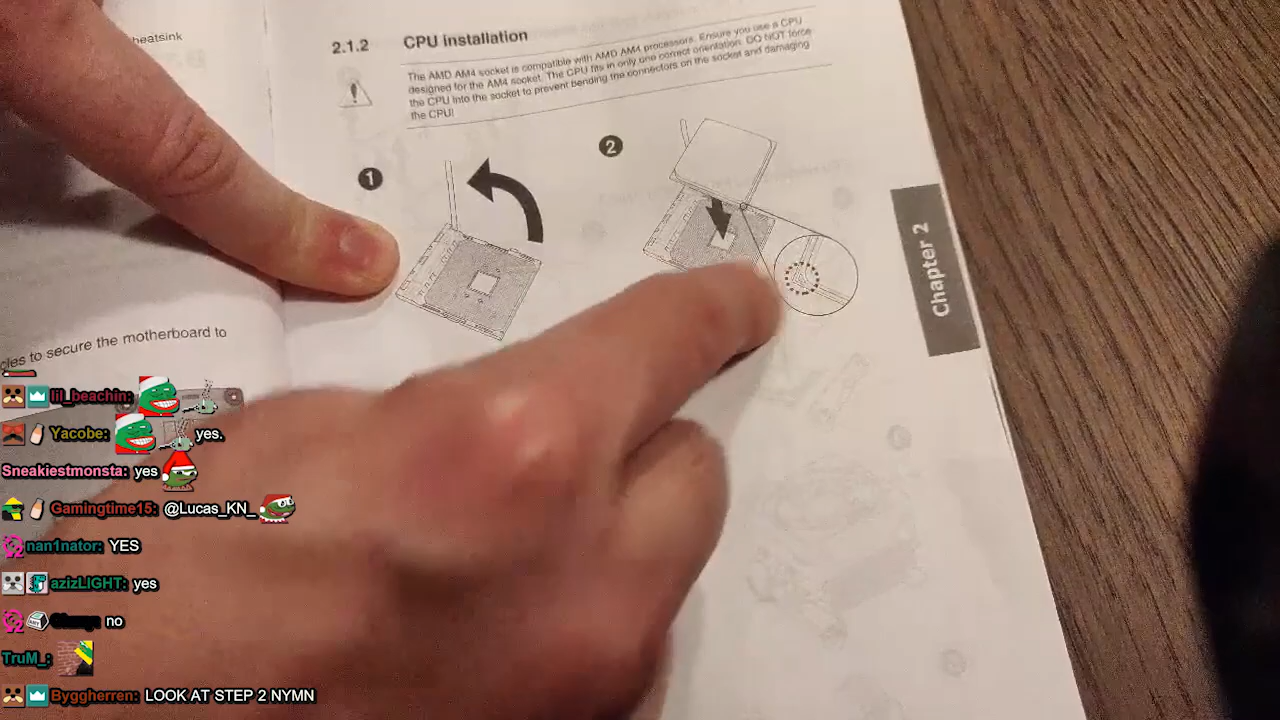 heatsink
2.1.2 CPU installation
The AMD AM4 socket is compatible with AMD AM4 processors. Ensure you use a CPU
designed for the AM4 socket. The CPU fits in only one correct orientation. DO NOT force
the CPU into the socket to prevent bending the connectors on the socket and damaging
the CPU!
1
2
Chapter 2
cles to secure the motherboard to
lil_beachin:
Yacobe: yes.
Sneakiestmonsta: yes
Gamingtime15: @Lucas_KN_
nan1nator: YES
azizLIGHT: yes
no
TruM_:
Byggherren: LOOK AT STEP 2 NYMN